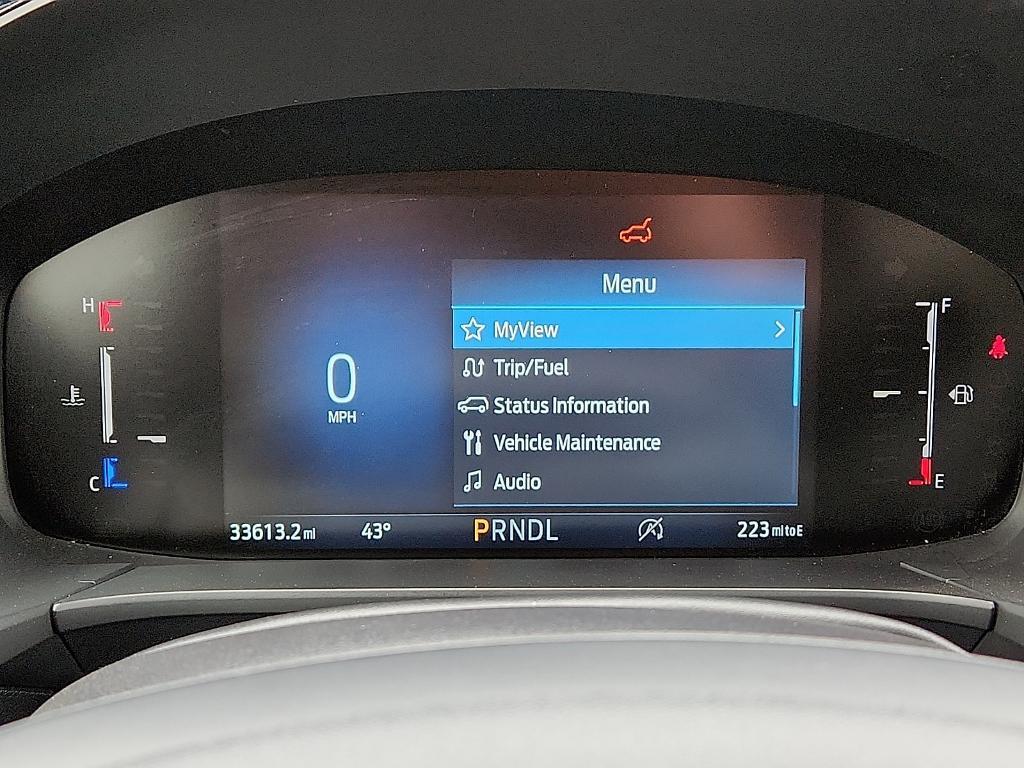 Menu
H
MyView
F
Trip/Fuel
0
MPH
Status Information
Vehicle Maintenance
C
Audio
E
33613.2 mi 43° PRNDL 223 mi to E